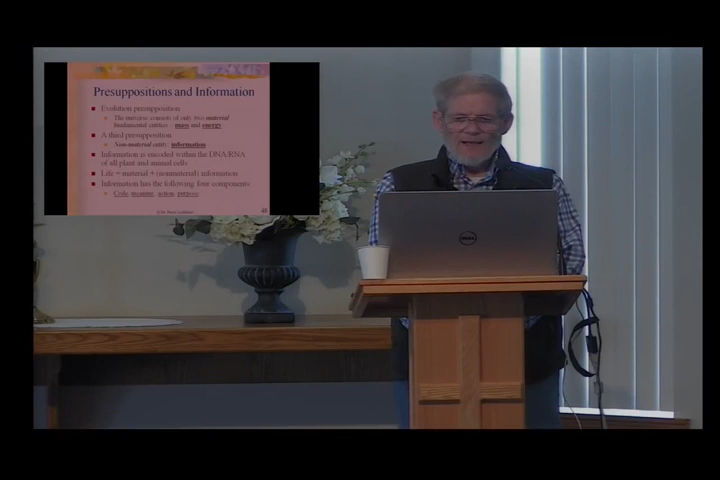 Presuppositions and Information
Evolution presupposition
The universe consists of only two material
fundamental entities – mass and energy
A third presupposition
Non-material entity, information
Information is encoded within the DNA/RNA
of all plant and animal cells
Life = material + (nonmaterial) information
Information has the following four components
Code, meaning, action, purpose
DELL